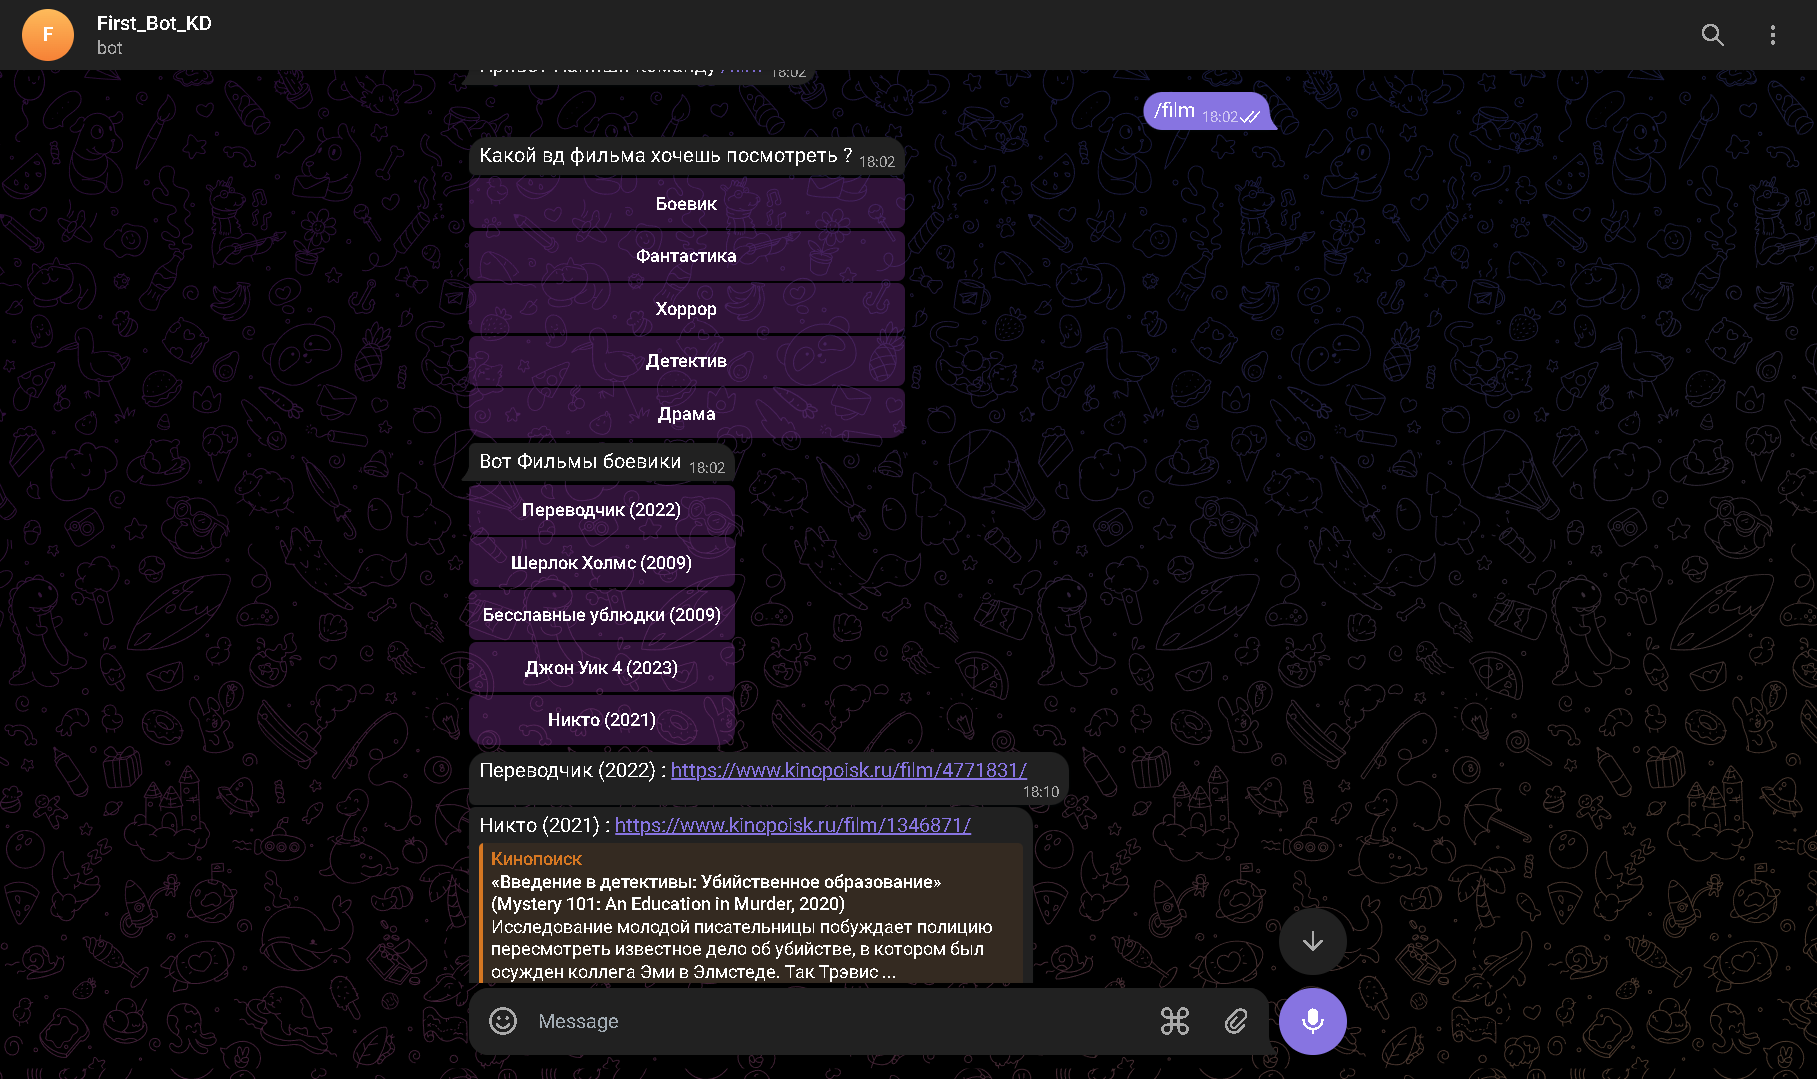 F
First_Bot_KD
bot
Привет Напиши команду /film 18:02
/film 18:02
Какой вд фильма хочешь посмотреть ? 18:02
Боевик
Фантастика
Хоррор
Детектив
Драма
Вот Фильмы боевики 18:02
Переводчик (2022)
Шерлок Холмс (2009)
Бесславные ублюдки (2009)
Джон Уик 4 (2023)
Никто (2021)
Переводчик (2022) : https://www.kinopoisk.ru/film/4771831/
18:10
Никто (2021) : https://www.kinopoisk.ru/film/1346871/
Кинопоиск
«Введение в детективы: Убийственное образование»
(Mystery 101: An Education in Murder, 2020)
Исследование молодой писательницы побуждает полицию
пересмотреть известное дело об убийстве, в котором был
осужден коллега Эми в Элмстеде. Так Трэвис ...
Message